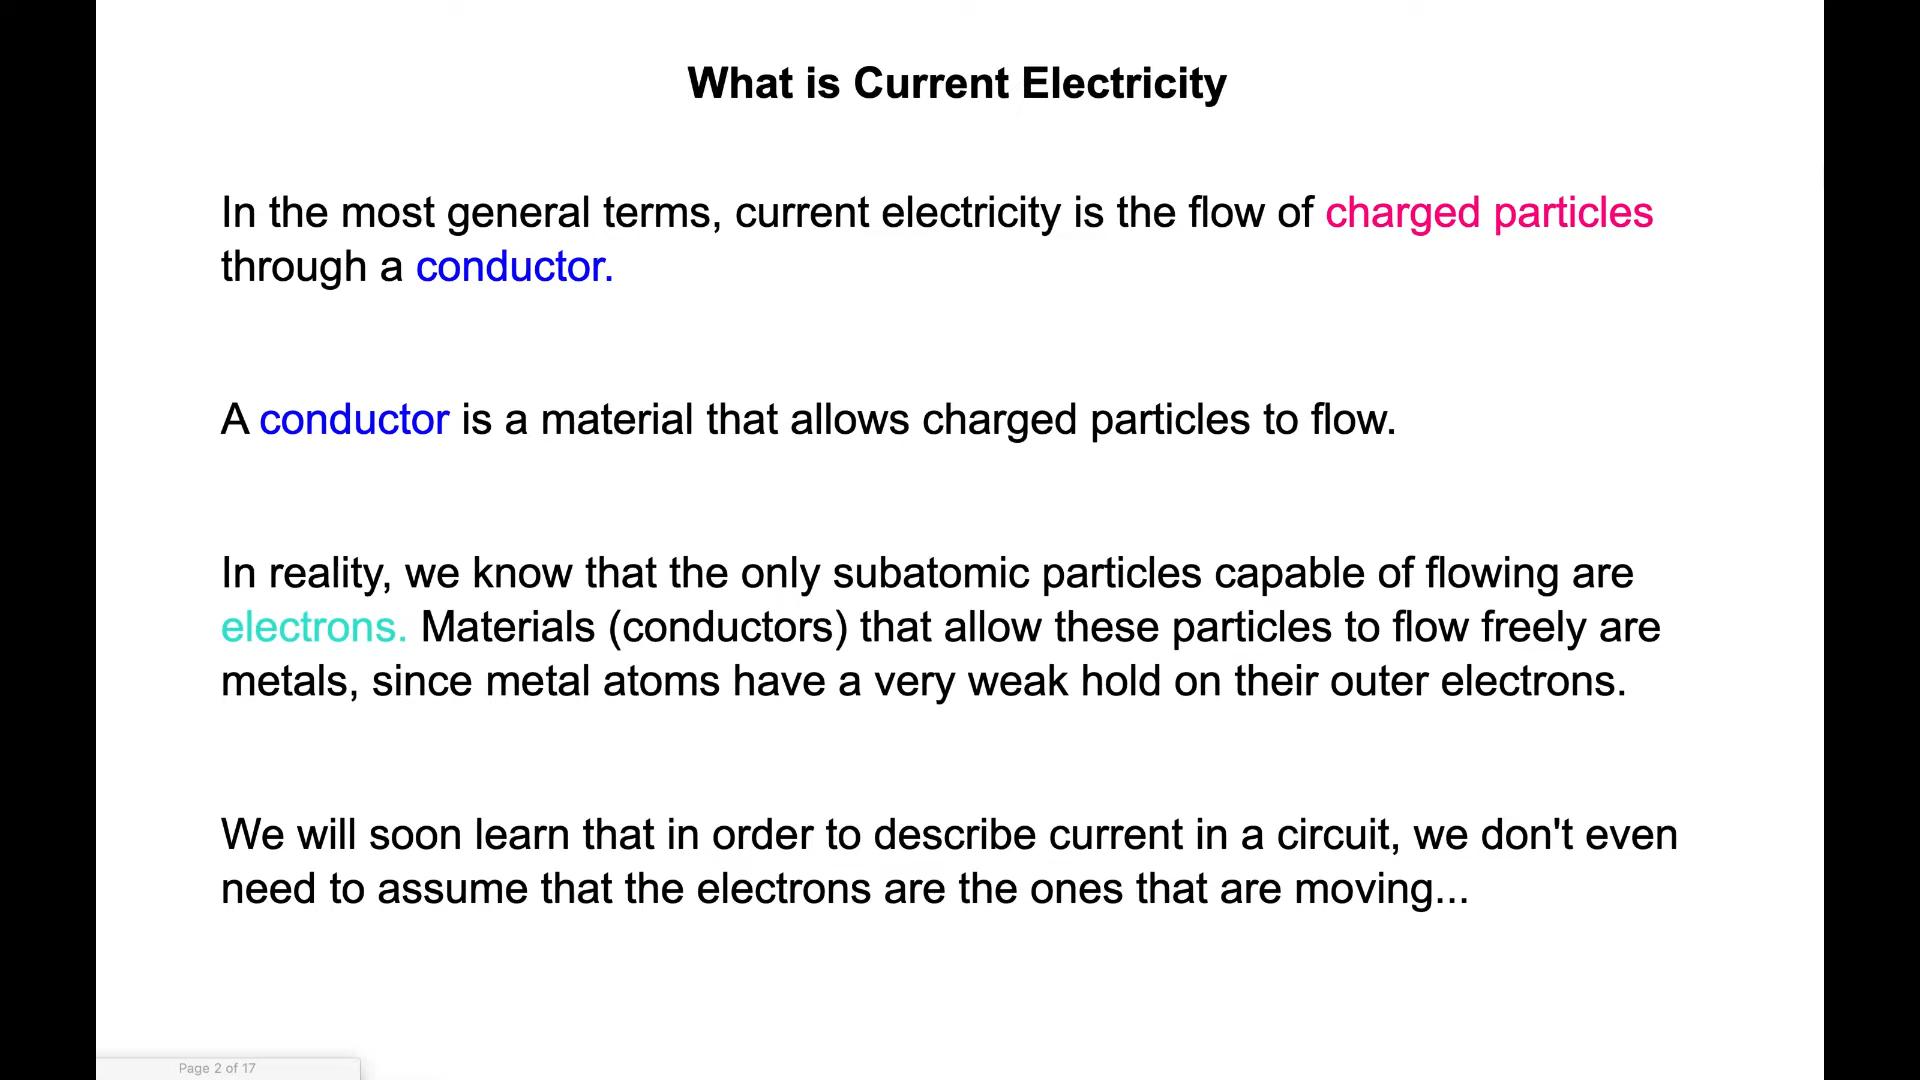 What is Current Electricity
In the most general terms, current electricity is the flow of charged particles
through a conductor.
A conductor is a material that allows charged particles to flow.
In reality, we know that the only subatomic particles capable of flowing are
electrons. Materials (conductors) that allow these particles to flow freely are
metals, since metal atoms have a very weak hold on their outer electrons.
We will soon learn that in order to describe current in a circuit, we don't even
need to assume that the electrons are the ones that are moving...
Page 2 of 17